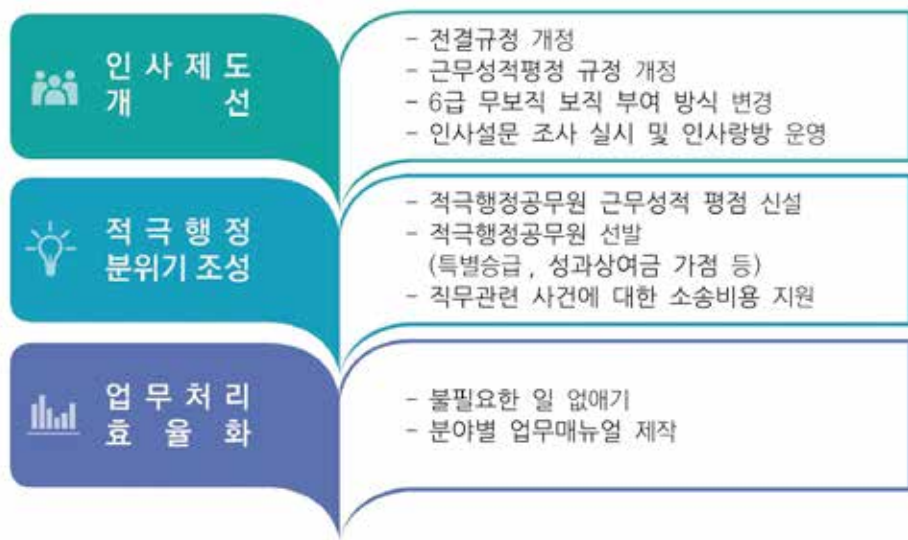 인사제도
개선
- 전결규정 개정
- 근무성적평정 규정 개정
- 6급 무보직 보직 부여 방식 변경
- 인사설문 조사 실시 및 인사랑방 운영
적극행정
분위기 조성
- 적극행정공무원 근무성적 평점 신설
- 적극행정공무원 선발
(특별승급, 성과상여금 가점 등)
- 직무관련 사건에 대한 소송비용 지원
업무처리
효율화
- 불필요한 일 없애기
- 분야별 업무매뉴얼 제작